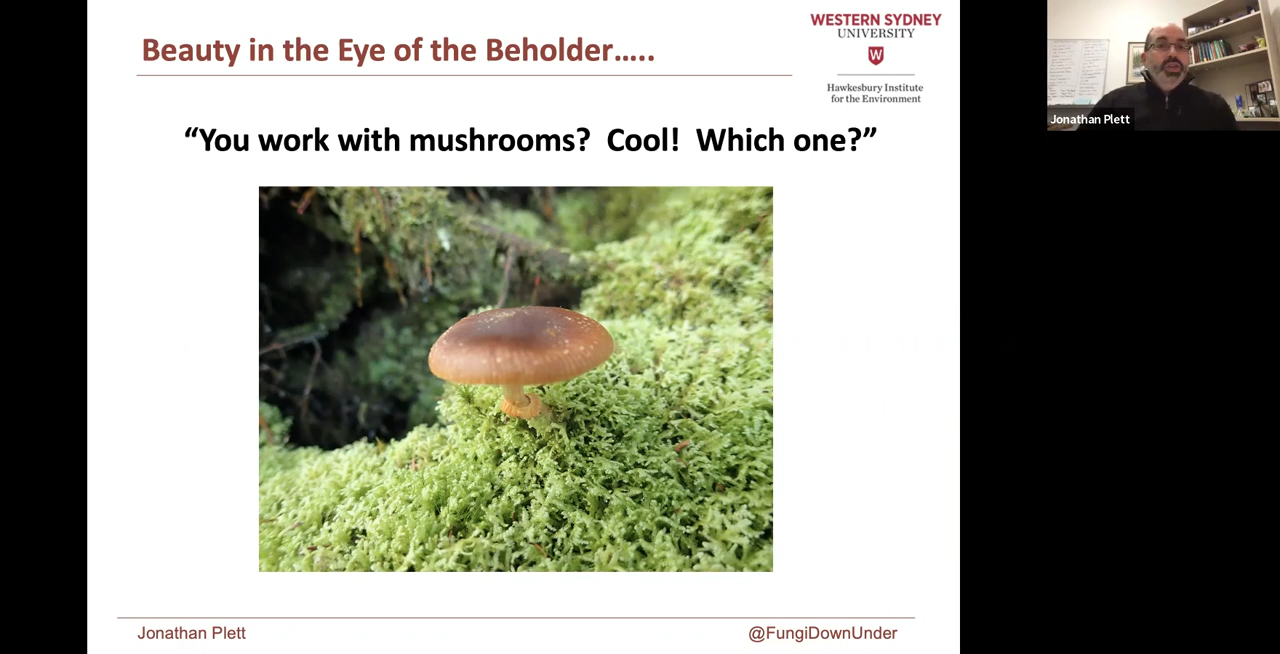 Beauty in the Eye of the Beholder.....
WESTERN SYDNEY
UNIVERSITY
W
Hawkesbury Institute
for the Environment
“You work with mushrooms? Cool! Which one?”
Jonathan Plett
@FungiDownUnder
Jonathan Plett